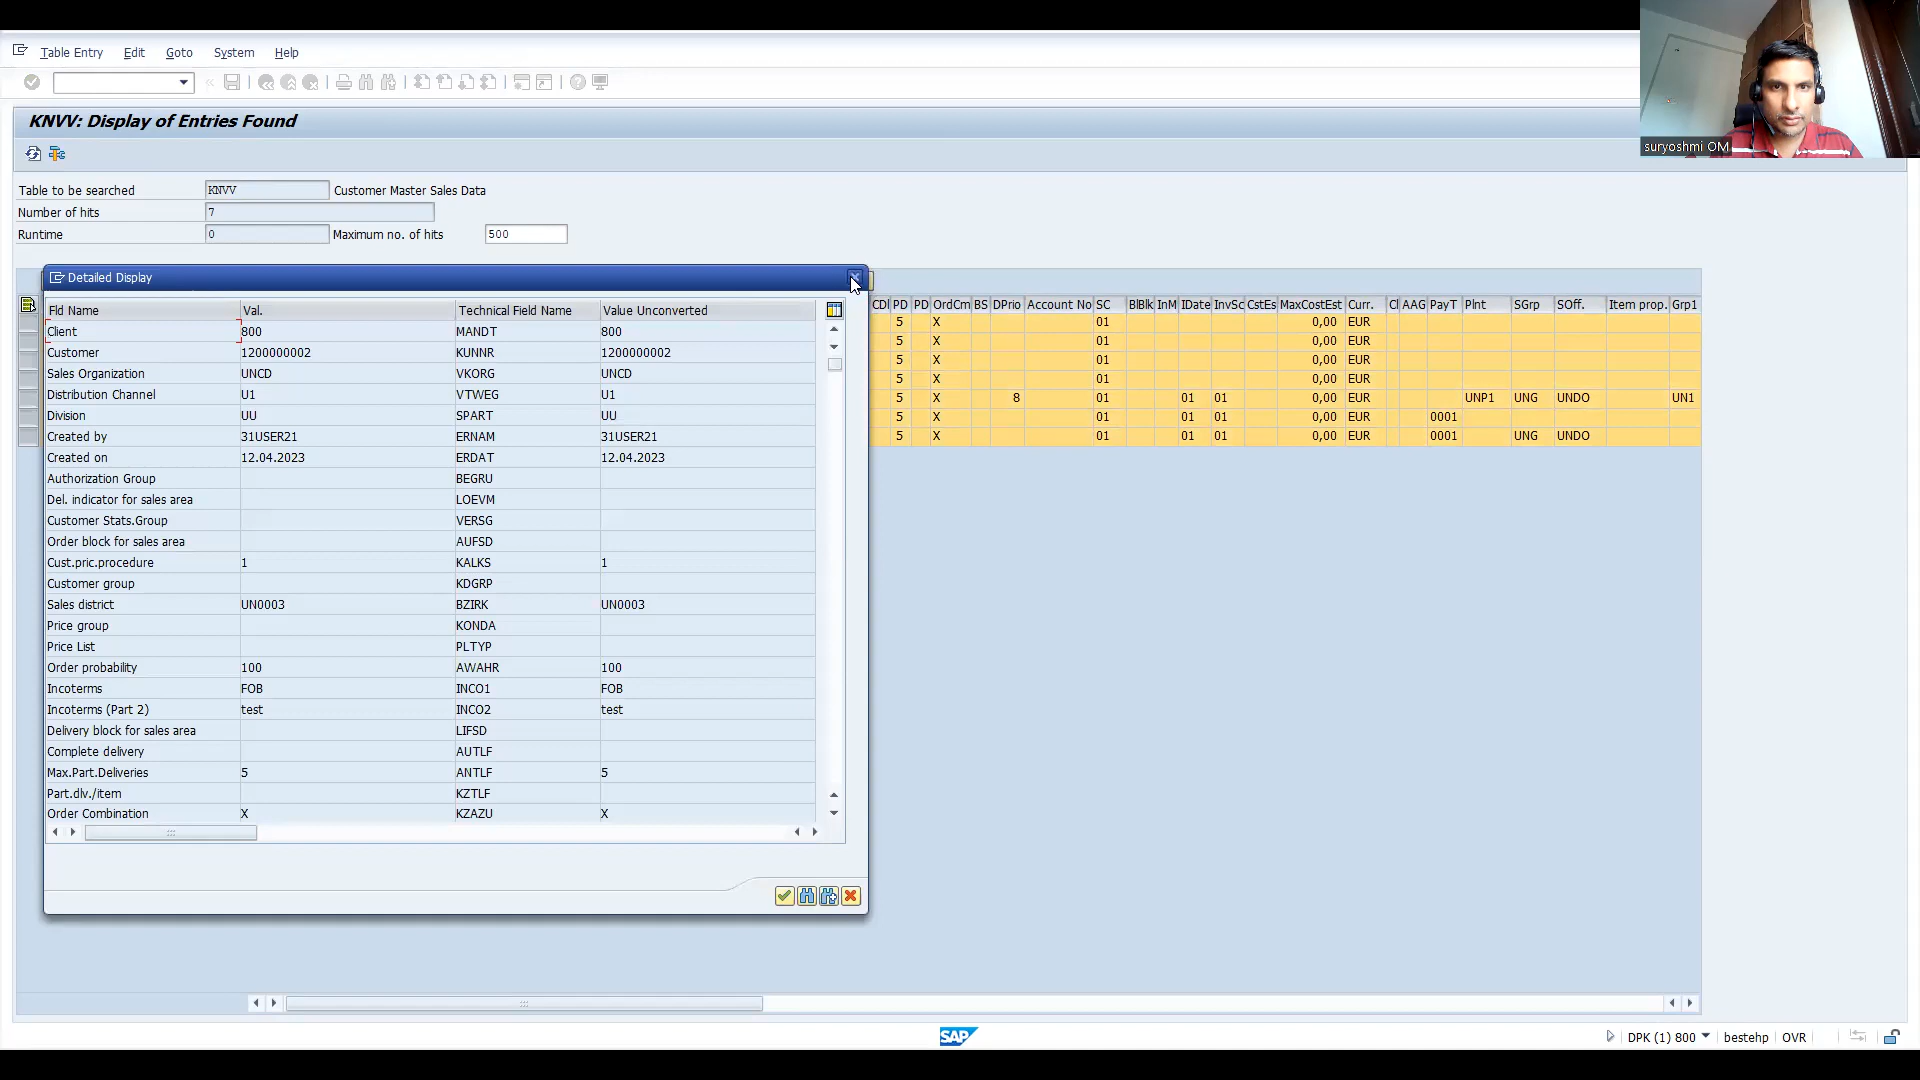 Table Entry Edit Goto System Help
suryoshmi OM
KNVV: Display of Entries Found
Table to be searched KNVV Customer Master Sales Data
Number of hits 7
Runtime 0 Maximum no. of hits 500
Detailed Display
Fld Name Val. Technical Field Name Value Unconverted
Client 800 MANDT 800
Customer 1200000002 KUNNR 1200000002
Sales Organization UNCD VKORG UNCD
Distribution Channel U1 VTWEG U1
Division UU SPART UU
Created by 31USER21 ERNAM 31USER21
Created on 12.04.2023 ERDAT 12.04.2023
Authorization Group BEGRU
Del. indicator for sales area LOEVM
Customer Stats.Group VERSG
Order block for sales area AUFSD
Cust.pric.procedure 1 KALKS 1
Customer group KDGRP
Sales district UN0003 BZIRK UN0003
Price group KONDA
Price List PLTYP
Order probability 100 AWAHR 100
Incoterms FOB INCO1 FOB
Incoterms (Part 2) test INCO2 test
Delivery block for sales area LIFSD
Complete delivery AUTLF
Max.Part.Deliveries 5 ANTLF 5
Part.dlv./item KZTLF
Order Combination X KZAZU X
CDl PD PD OrdCm BS DPrio Account No SC BlBlk InM IDate InvSc CstEs MaxCostEst Curr. Cl AAG PayT Plnt SGrp SOff. Item prop. Grp1
5 X 01 0,00 EUR
5 X 01 0,00 EUR
5 X 01 0,00 EUR
5 X 01 0,00 EUR
5 X 8 01 01 01 0,00 EUR UNP1 UNG UNDO UN1
5 X 01 01 01 0,00 EUR 0001
5 X 01 01 01 0,00 EUR 0001 UNG UNDO
SAP
DPK (1) 800 bestehp OVR